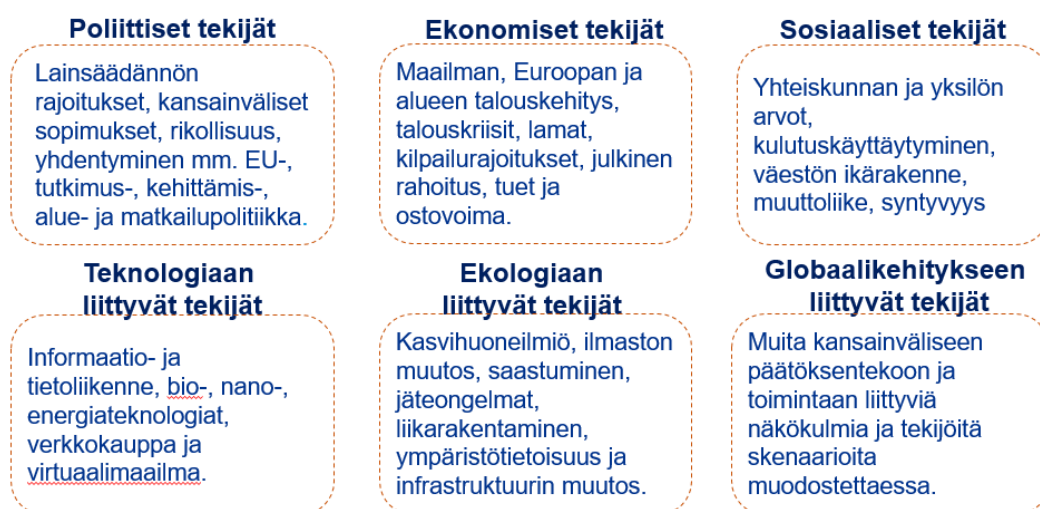 Poliittiset tekijät
Lainsäädännön
rajoitukset, kansainväliset
sopimukset, rikollisuus,
yhdentyminen mm. EU-,
tutkimus-, kehittämis-,
alue- ja matkailupolitiikka.
Ekonomiset tekijät
Maailman, Euroopan ja
alueen talouskehitys,
talouskriisit, lamat,
kilpailurajoitukset, julkinen
rahoitus, tuet ja
ostovoima.
Sosiaaliset tekijät
Yhteiskunnan ja yksilön
arvot,
kulutuskäyttäytyminen,
väestön ikärakenne,
muuttoliike, syntyvyys
Teknologiaan
liittyvät tekijät
Informaatio- ja
tietoliikenne, bio-, nano-,
energiateknologiat,
verkkokauppa ja
virtuaalimaailma.
Ekologiaan
liittyvät tekijät
Kasvihuoneilmiö, ilmaston
muutos, saastuminen,
jäteongelmat,
liikarakentaminen,
ympäristötietoisuus ja
infrastruktuurin muutos.
Globaalikehitykseen
liittyvät tekijät
Muita kansainväliseen
päätöksentekoon ja
toimintaan liittyviä
näkökulmia ja tekijöitä
skenaarioita
muodostettaessa.